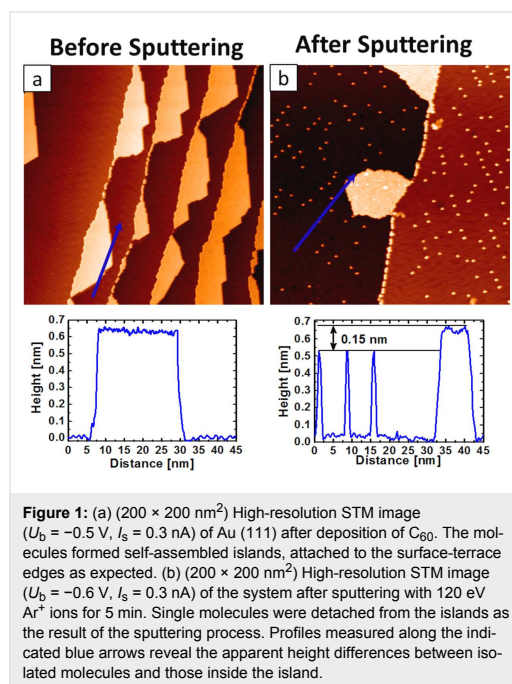 Before Sputtering
After Sputtering
a
b
0.7
0.6
0.5
0.4
0.3
0.2
0.1
0.0
Height [nm]
0 5 10 15 20 25 30 35 40 45
Distance [nm]
0.7
0.6
0.5
0.4
0.3
0.2
0.1
0.0
Height [nm]
0.15 nm
0 5 10 15 20 25 30 35 40 45
Distance [nm]
Figure 1: (a) (200 × 200 nm²) High-resolution STM image
(U_b = −0.5 V, I_s = 0.3 nA) of Au (111) after deposition of C₆₀. The mol-
ecules formed self-assembled islands, attached to the surface-terrace
edges as expected. (b) (200 × 200 nm²) High-resolution STM image
(U_b = −0.6 V, I_s = 0.3 nA) of the system after sputtering with 120 eV
Ar⁺ ions for 5 min. Single molecules were detached from the islands as
the result of the sputtering process. Profiles measured along the indi-
cated blue arrows reveal the apparent height differences between iso-
lated molecules and those inside the island.